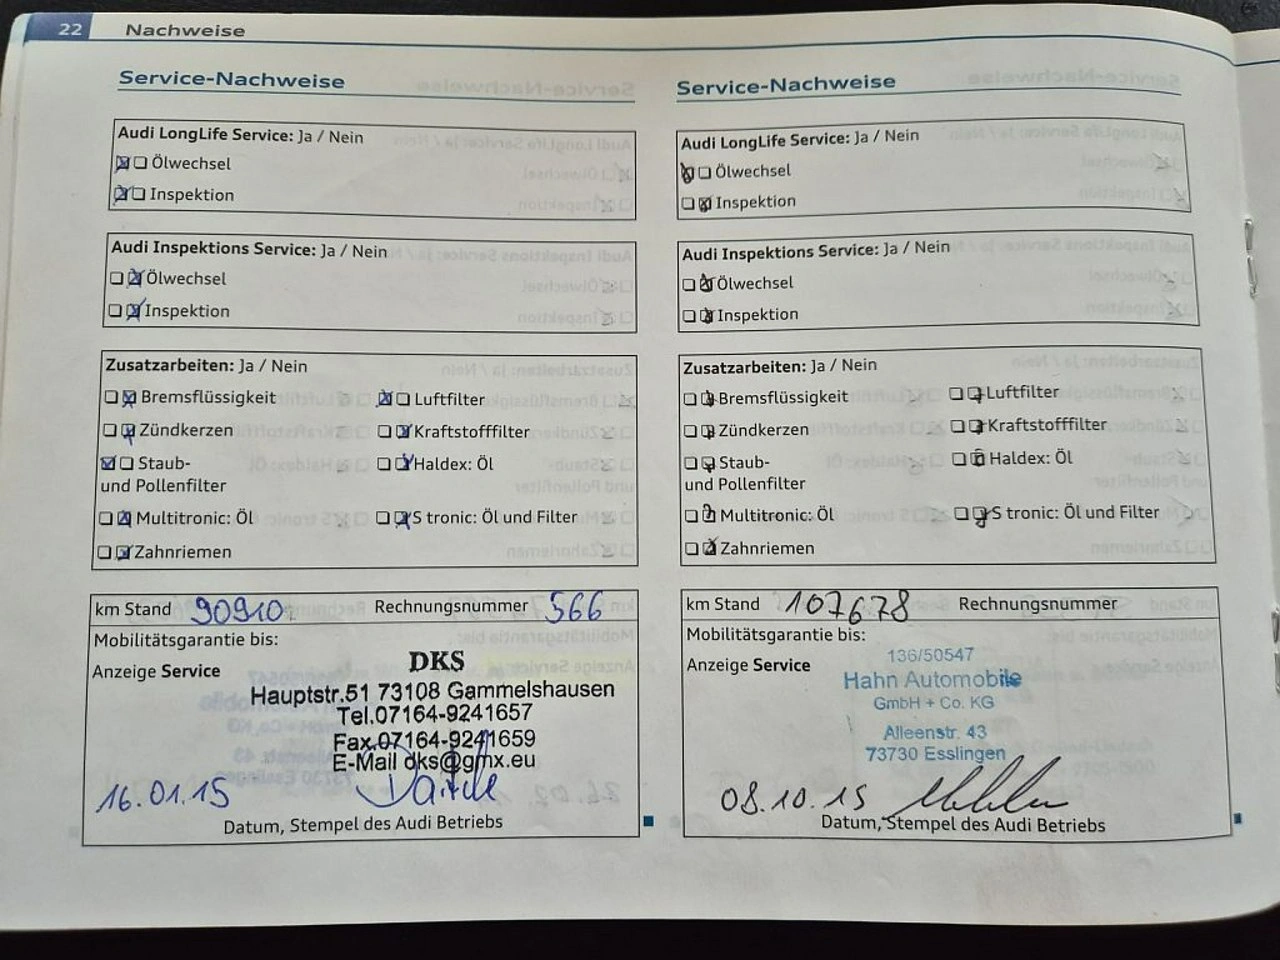 22 Nachweise
Service-Nachweise
Audi LongLife Service: Ja / Nein
Ölwechsel
Inspektion
Audi Inspektions Service: Ja / Nein
Ölwechsel
Inspektion
Zusatzarbeiten: Ja / Nein
Bremsflüssigkeit Luftfilter
Zündkerzen Kraftstofffilter
Staub- Haldex: Öl
und Pollenfilter
Multitronic: Öl S tronic: Öl und Filter
Zahnriemen
km Stand 90910 Rechnungsnummer 566
Mobilitätsgarantie bis:
Anzeige Service
DKS
Hauptstr.51 73108 Gammelshausen
Tel.07164-9241657
Fax.07164-9241659
E-Mail dks@gmx.eu
16.01.15
Datum, Stempel des Audi Betriebs
Service-Nachweise
Audi LongLife Service: Ja / Nein
Ölwechsel
Inspektion
Audi Inspektions Service: Ja / Nein
Ölwechsel
Inspektion
Zusatzarbeiten: Ja / Nein
Bremsflüssigkeit Luftfilter
Zündkerzen Kraftstofffilter
Staub- Haldex: Öl
und Pollenfilter
Multitronic: Öl S tronic: Öl und Filter
Zahnriemen
km Stand 107678 Rechnungsnummer
Mobilitätsgarantie bis:
Anzeige Service
136/50547
Hahn Automobile
GmbH + Co. KG
Alleenstr. 43
73730 Esslingen
08.10.15
Datum, Stempel des Audi Betriebs